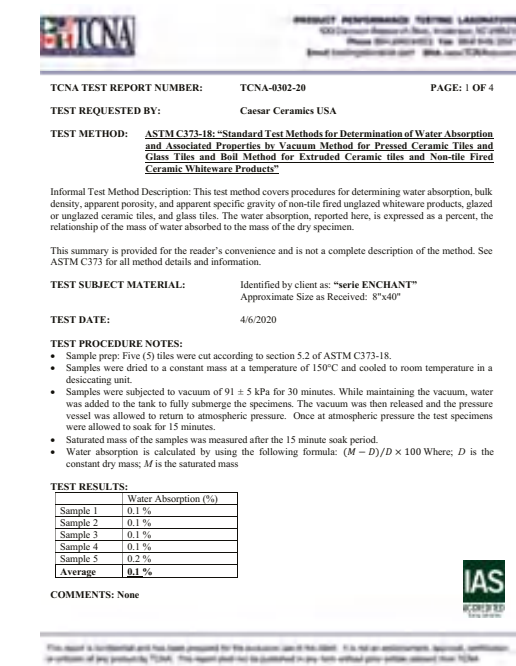 TCNA
PRODUCT PERFORMANCE TESTING LABORATORY
TCNA TEST REPORT NUMBER: TCNA-0302-20 PAGE: 1 OF 4
TEST REQUESTED BY: Caesar Ceramics USA
TEST METHOD: ASTM C373-18: “Standard Test Methods for Determination of Water Absorption
and Associated Properties by Vacuum Method for Pressed Ceramic Tiles and
Glass Tiles and Boil Method for Extruded Ceramic tiles and Non-tile Fired
Ceramic Whiteware Products”
Informal Test Method Description: This test method covers procedures for determining water absorption, bulk
density, apparent porosity, and apparent specific gravity of non-tile fired unglazed whiteware products, glazed
or unglazed ceramic tiles, and glass tiles. The water absorption, reported here, is expressed as a percent, the
relationship of the mass of water absorbed to the mass of the dry specimen.
This summary is provided for the reader’s convenience and is not a complete description of the method. See
ASTM C373 for all method details and information.
TEST SUBJECT MATERIAL: Identified by client as: “serie ENCHANT”
Approximate Size as Received: 8"x40"
TEST DATE: 4/6/2020
TEST PROCEDURE NOTES:
• Sample prep: Five (5) tiles were cut according to section 5.2 of ASTM C373-18.
• Samples were dried to a constant mass at a temperature of 150°C and cooled to room temperature in a
desiccating unit.
• Samples were subjected to vacuum of 91 ± 5 kPa for 30 minutes. While maintaining the vacuum, water
was added to the tank to fully submerge the specimens. The vacuum was then released and the pressure
vessel was allowed to return to atmospheric pressure. Once at atmospheric pressure the test specimens
were allowed to soak for 15 minutes.
• Saturated mass of the samples was measured after the 15 minute soak period.
• Water absorption is calculated by using the following formula: (M − D)/D × 100 Where; D is the
constant dry mass; M is the saturated mass
TEST RESULTS:
Water Absorption (%)
Sample 1 0.1 %
Sample 2 0.1 %
Sample 3 0.1 %
Sample 4 0.1 %
Sample 5 0.2 %
Average 0.1 %
COMMENTS: None
IAS
ACCREDITED